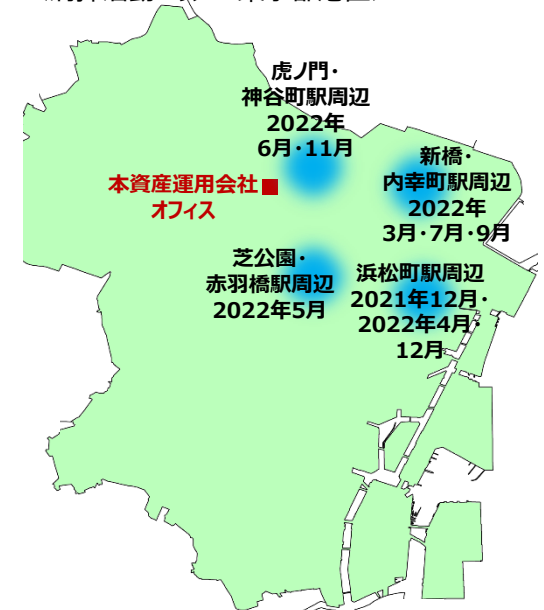 虎ノ門・
神谷町駅周辺
2022年
6月・11月
新橋・
内幸町駅周辺
2022年
3月・7月・9月
本資産運用会社
オフィス
芝公園・
赤羽橋駅周辺
2022年5月
浜松町駅周辺
2021年12月・
2022年4月・
12月